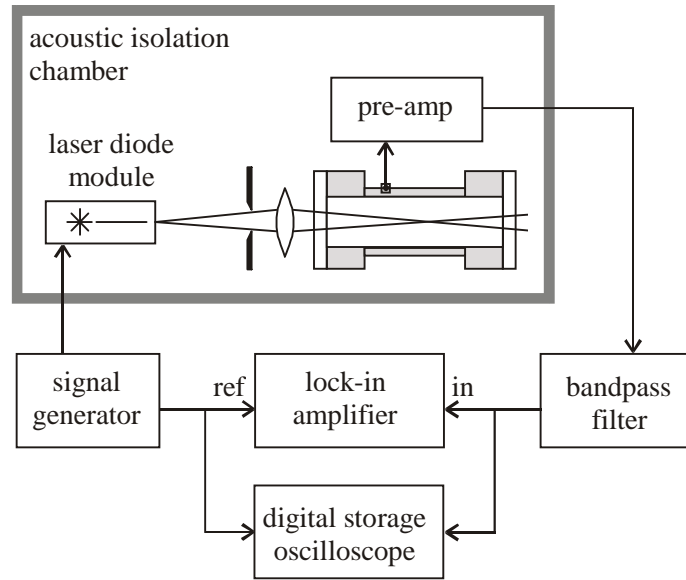 acoustic isolation
chamber
pre-amp
laser diode
module
signal
generator
ref
lock-in
amplifier
in
bandpass
filter
digital storage
oscilloscope